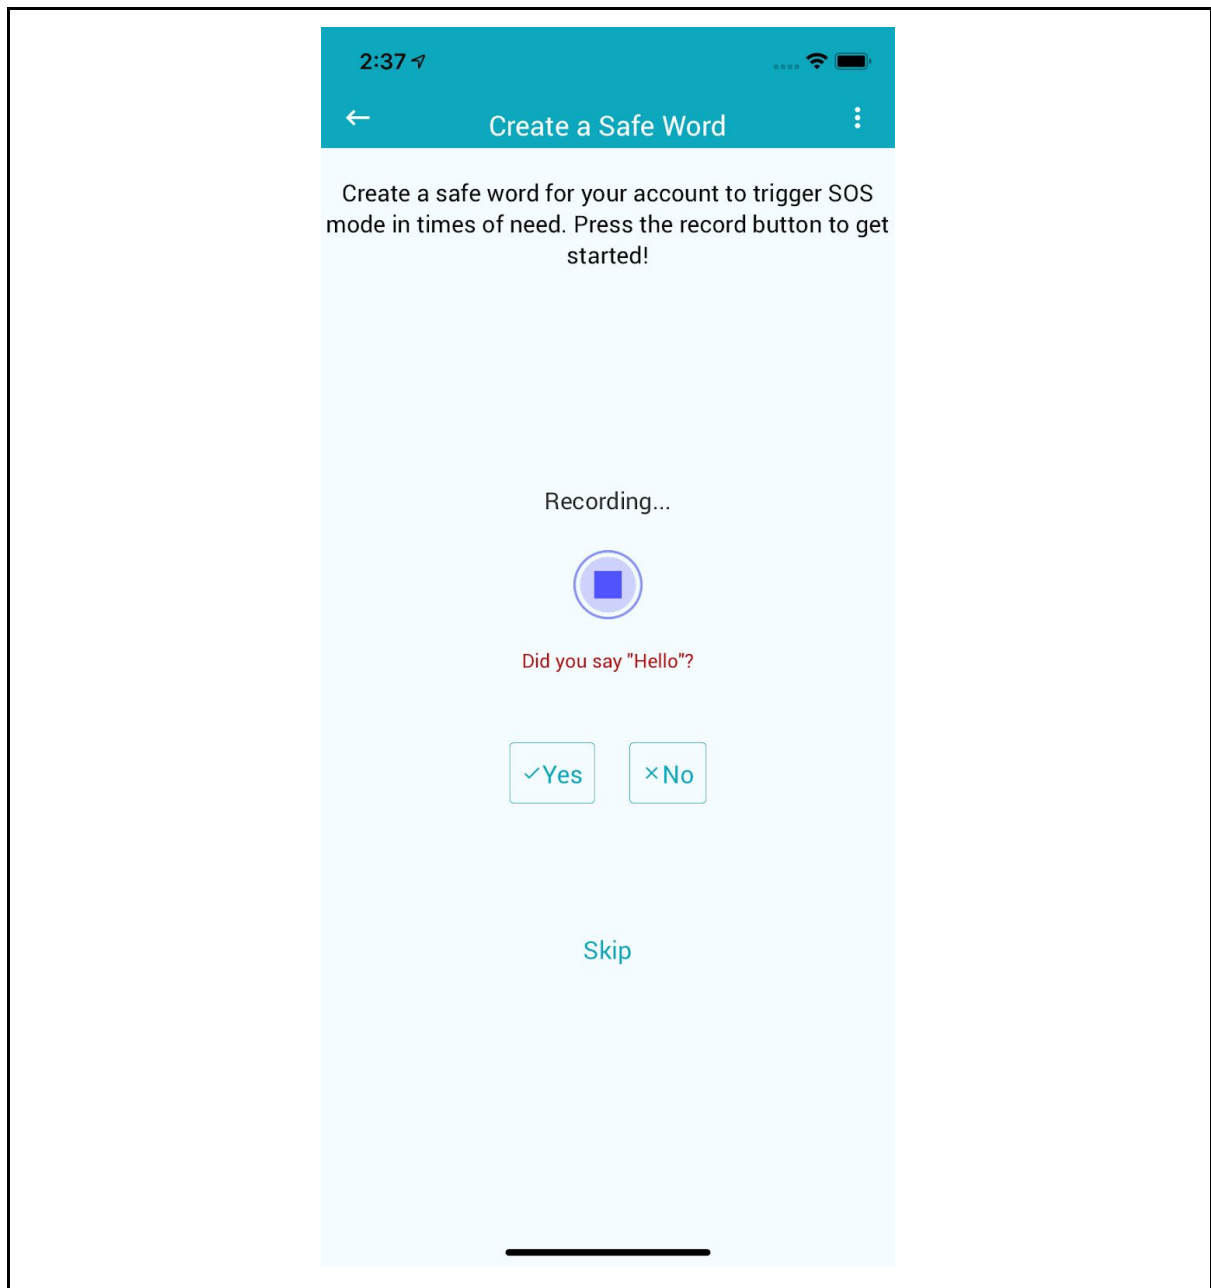 2:37
Create a Safe Word
Create a safe word for your account to trigger SOS
mode in times of need. Press the record button to get
started!
Recording...
Did you say "Hello"?
Yes
No
Skip